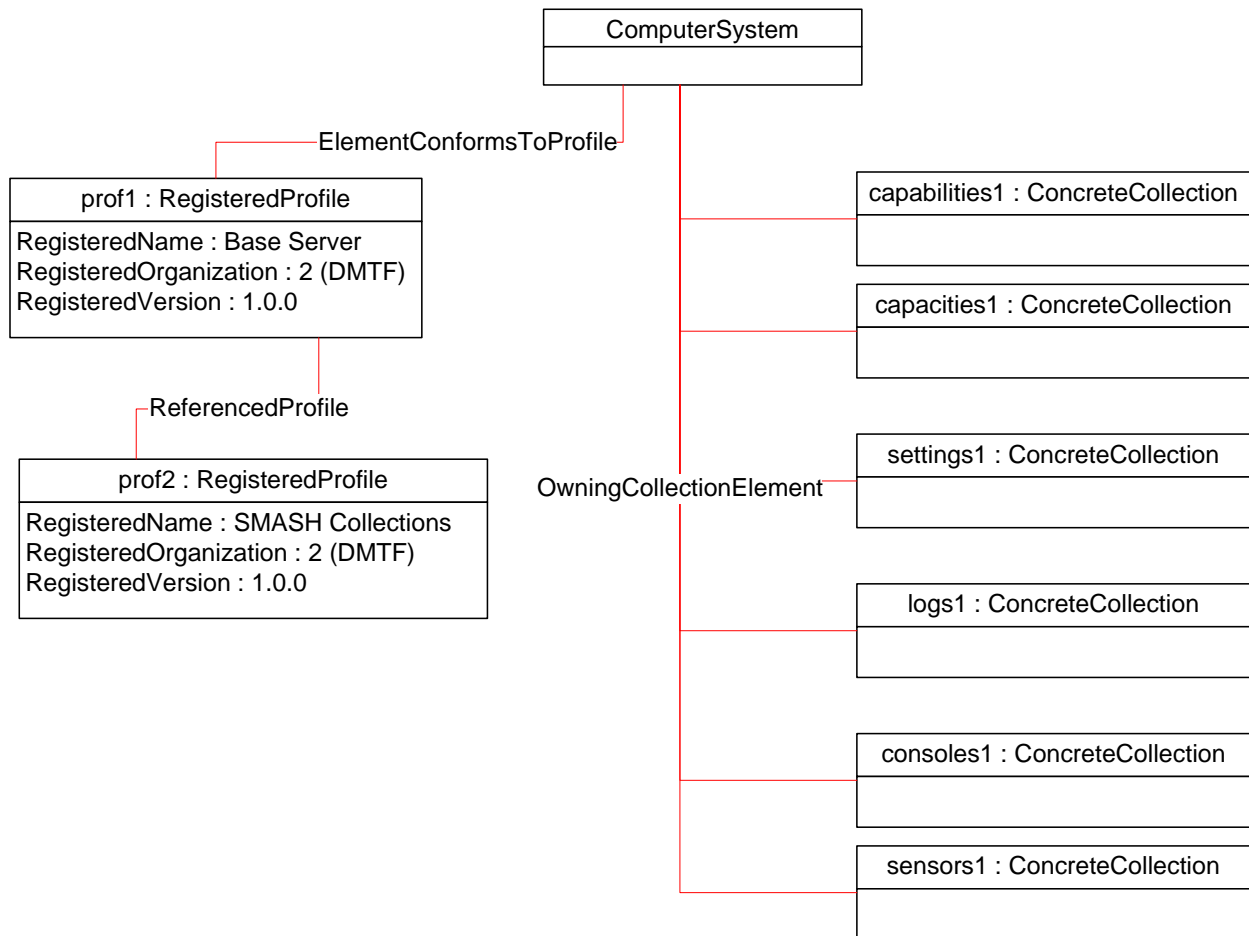 ComputerSystem
ElementConformsToProfile
prof1 : RegisteredProfile
RegisteredName : Base Server
RegisteredOrganization : 2 (DMTF)
RegisteredVersion : 1.0.0
ReferencedProfile
prof2 : RegisteredProfile
RegisteredName : SMASH Collections
RegisteredOrganization : 2 (DMTF)
RegisteredVersion : 1.0.0
OwningCollectionElement
capabilities1 : ConcreteCollection
capacities1 : ConcreteCollection
settings1 : ConcreteCollection
logs1 : ConcreteCollection
consoles1 : ConcreteCollection
sensors1 : ConcreteCollection